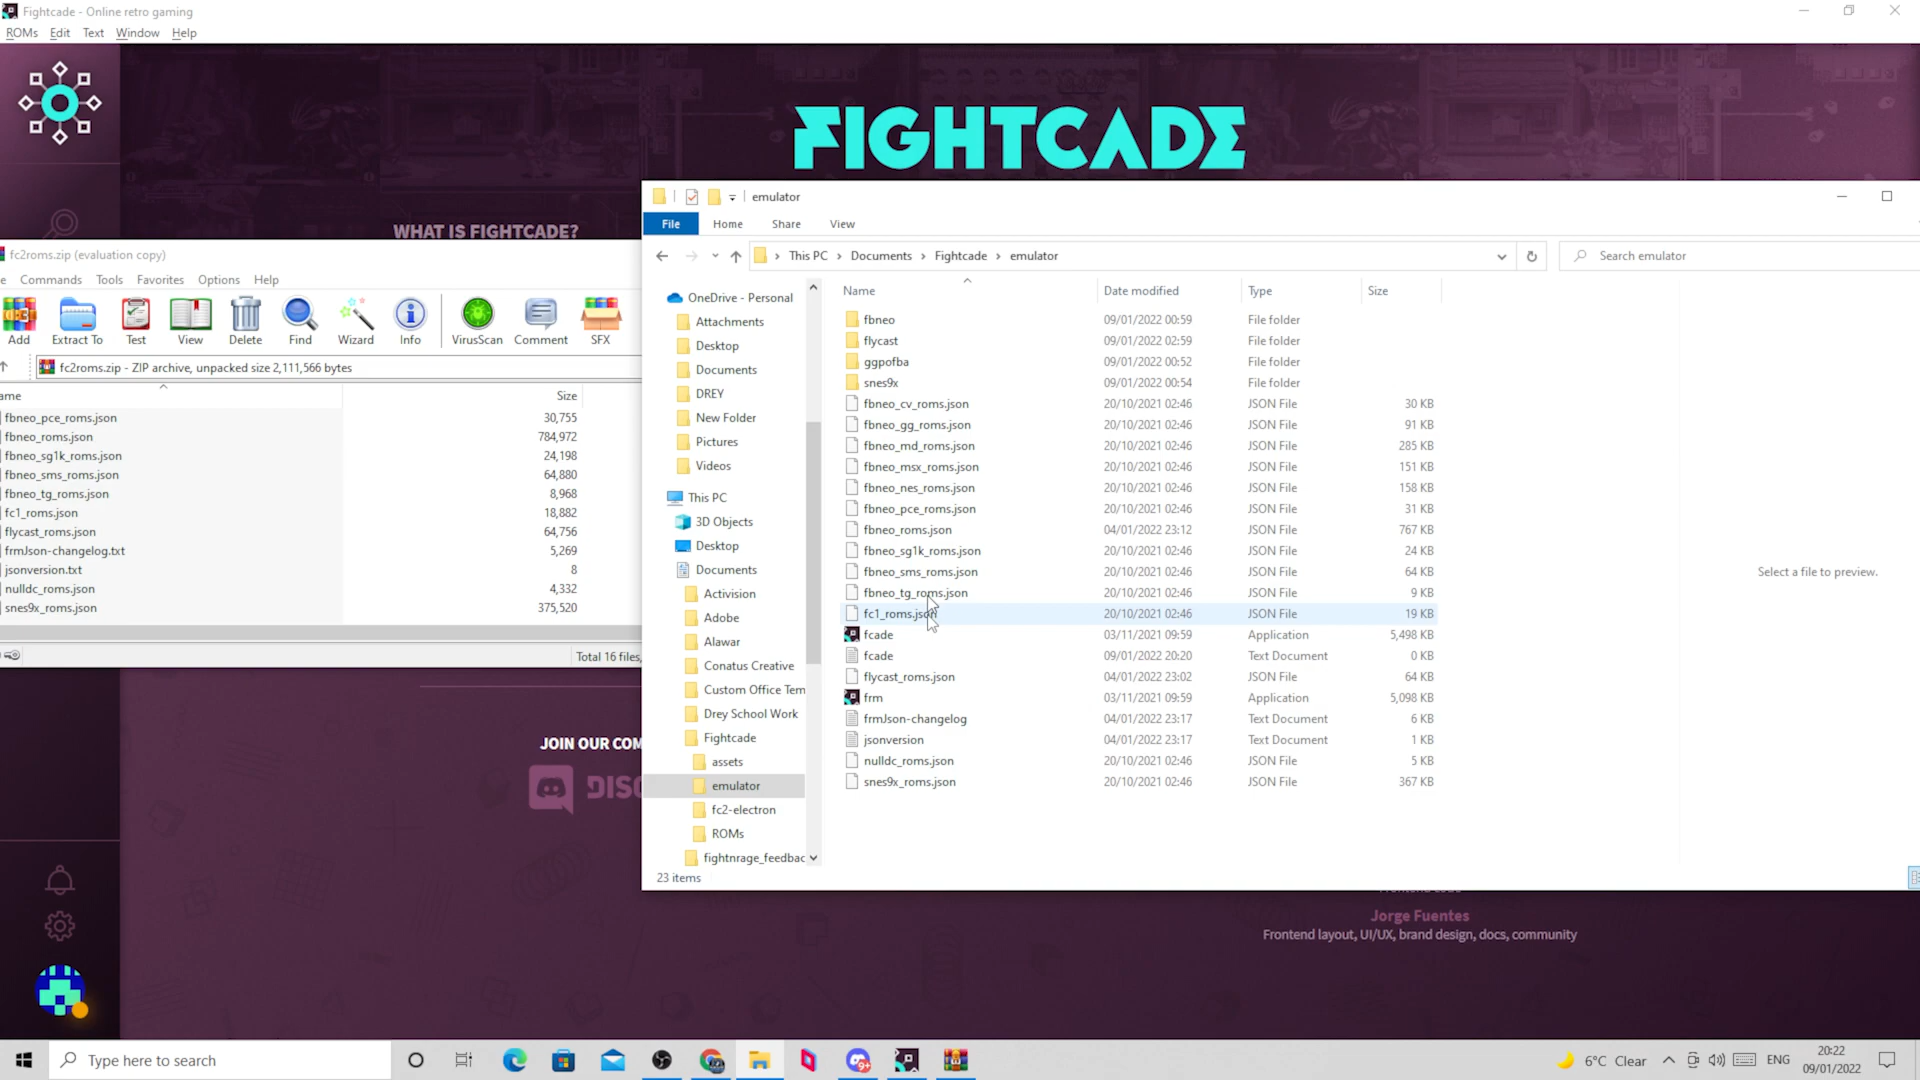 Fightcade - Online retro gaming
ROMs Edit Text Window Help
FIGHTCADE
WHAT IS FIGHTCADE?
fc2roms.zip (evaluation copy)
Commands Tools Favorites Options Help
Add Extract To Test View Delete Find Wizard Info VirusScan Comment SFX
fc2roms.zip - ZIP archive, unpacked size 2,111,566 bytes
ame Size
fbneo_pce_roms.json 30,755
fbneo_roms.json 784,972
fbneo_sg1k_roms.json 24,198
fbneo_sms_roms.json 64,880
fbneo_tg_roms.json 8,968
fc1_roms.json 18,882
flycast_roms.json 64,756
frmJson-changelog.txt 5,269
jsonversion.txt 8
nulldc_roms.json 4,332
snes9x_roms.json 375,520
Total 16 files,
emulator
File Home Share View
This PC › Documents › Fightcade › emulator
Search emulator
OneDrive - Personal
Attachments
Desktop
Documents
DREY
New Folder
Pictures
Videos
This PC
3D Objects
Desktop
Documents
Activision
Adobe
Alawar
Conatus Creative
Custom Office Tem
Drey School Work
Fightcade
assets
emulator
fc2-electron
ROMs
fightnrage_feedbac
Name Date modified Type Size
fbneo 09/01/2022 00:59 File folder
flycast 09/01/2022 02:59 File folder
ggpofba 09/01/2022 00:52 File folder
snes9x 09/01/2022 00:54 File folder
fbneo_cv_roms.json 20/10/2021 02:46 JSON File 30 KB
fbneo_gg_roms.json 20/10/2021 02:46 JSON File 91 KB
fbneo_md_roms.json 20/10/2021 02:46 JSON File 285 KB
fbneo_msx_roms.json 20/10/2021 02:46 JSON File 151 KB
fbneo_nes_roms.json 20/10/2021 02:46 JSON File 158 KB
fbneo_pce_roms.json 20/10/2021 02:46 JSON File 31 KB
fbneo_roms.json 04/01/2022 23:12 JSON File 767 KB
fbneo_sg1k_roms.json 20/10/2021 02:46 JSON File 24 KB
fbneo_sms_roms.json 20/10/2021 02:46 JSON File 64 KB
fbneo_tg_roms.json 20/10/2021 02:46 JSON File 9 KB
fc1_roms.json 20/10/2021 02:46 JSON File 19 KB
fcade 03/11/2021 09:59 Application 5,498 KB
fcade 09/01/2022 20:20 Text Document 0 KB
flycast_roms.json 04/01/2022 23:02 JSON File 64 KB
frm 03/11/2021 09:59 Application 5,098 KB
frmJson-changelog 04/01/2022 23:17 Text Document 6 KB
jsonversion 04/01/2022 23:17 Text Document 1 KB
nulldc_roms.json 20/10/2021 02:46 JSON File 5 KB
snes9x_roms.json 20/10/2021 02:46 JSON File 367 KB
Select a file to preview.
23 items
JOIN OUR COM
DISC
Jorge Fuentes
Frontend layout, UI/UX, brand design, docs, community
Type here to search
6°C Clear
ENG
20:22
09/01/2022